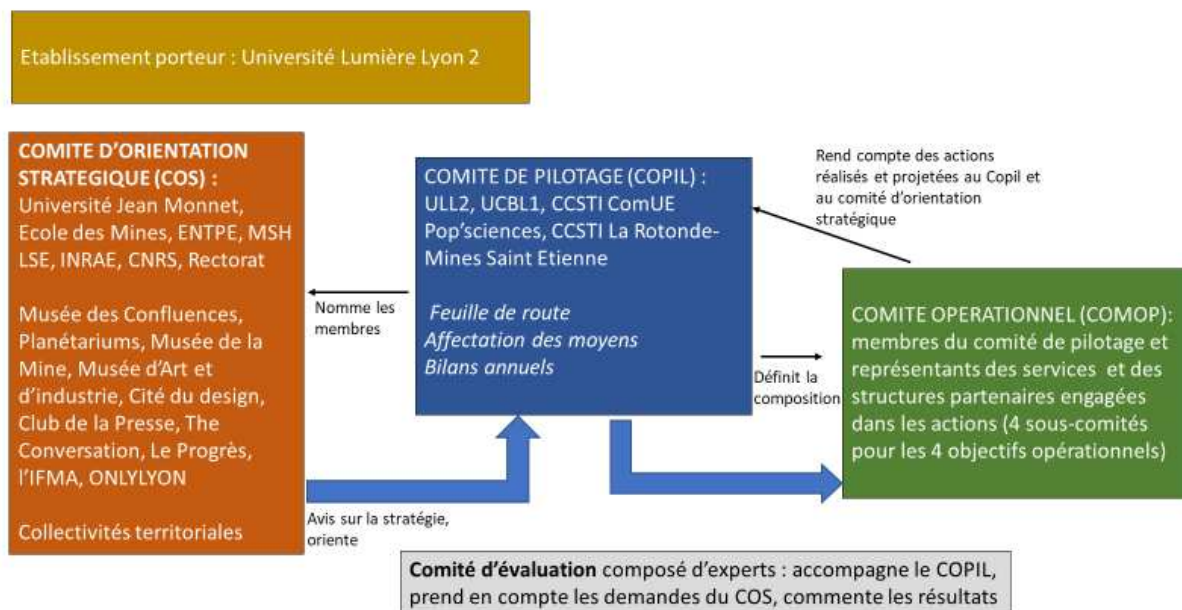 Etablissement porteur : Université Lumière Lyon 2
COMITE D'ORIENTATION
STRATEGIQUE (COS) :
Université Jean Monnet,
Ecole des Mines, ENTPE, MSH
LSE, INRAE, CNRS, Rectorat
Musée des Confluences,
Planétariums, Musée de la
Mine, Musée d'Art et
d'industrie, Cité du design,
Club de la Presse, The
Conversation, Le Progrès,
l'IFMA, ONLYLYON
Collectivités territoriales
Nomme les
membres
COMITE DE PILOTAGE (COPIL) :
ULL2, UCBL1, CCSTI ComUE
Pop'sciences, CCSTI La Rotonde-
Mines Saint Etienne
Feuille de route
Affectation des moyens
Bilans annuels
Rend compte des actions
réalisés et projetées au Copil et
au comité d'orientation
stratégique
Définit la
composition
COMITE OPERATIONNEL (COMOP):
membres du comité de pilotage et
représentants des services et des
structures partenaires engagées
dans les actions (4 sous-comités
pour les 4 objectifs opérationnels)
Avis sur la stratégie,
oriente
Comité d'évaluation composé d'experts : accompagne le COPIL,
prend en compte les demandes du COS, commente les résultats